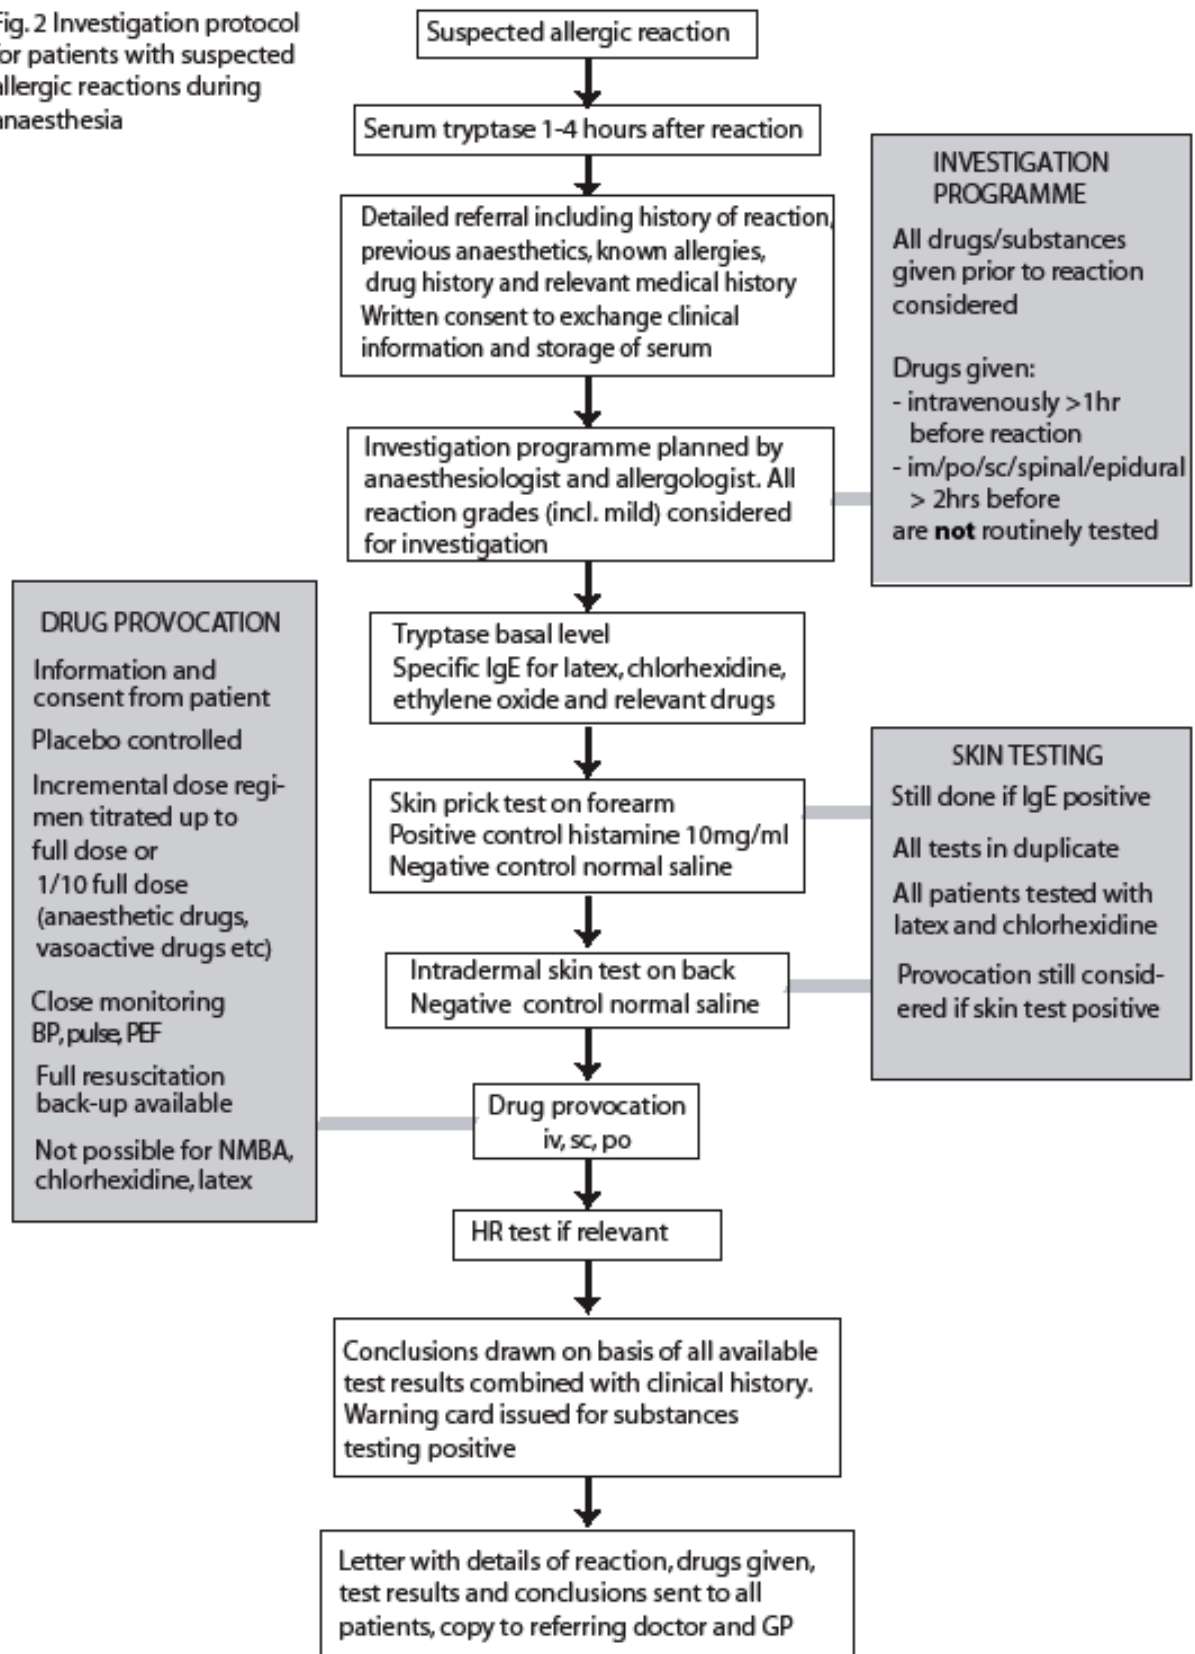 Fig. 2 Investigation protocol
for patients with suspected
allergic reactions during
anaesthesia
Suspected allergic reaction
Serum tryptase 1-4 hours after reaction
Detailed referral including history of reaction,
previous anaesthetics, known allergies,
drug history and relevant medical history
Written consent to exchange clinical
information and storage of serum
INVESTIGATION
PROGRAMME
All drugs/substances
given prior to reaction
considered
Drugs given:
- intravenously >1hr
before reaction
- im/po/sc/spinal/epidural
> 2hrs before
are not routinely tested
Investigation programme planned by
anaesthesiologist and allergologist. All
reaction grades (incl. mild) considered
for investigation
Tryptase basal level
Specific IgE for latex, chlorhexidine,
ethylene oxide and relevant drugs
DRUG PROVOCATION
Information and
consent from patient
Placebo controlled
Incremental dose regi-
men titrated up to
full dose or
1/10 full dose
(anaesthetic drugs,
vasoactive drugs etc)
Close monitoring
BP, pulse, PEF
Full resuscitation
back-up available
Not possible for NMBA,
chlorhexidine, latex
Skin prick test on forearm
Positive control histamine 10mg/ml
Negative control normal saline
SKIN TESTING
Still done if IgE positive
All tests in duplicate
All patients tested with
latex and chlorhexidine
Provocation still consid-
ered if skin test positive
Intradermal skin test on back
Negative control normal saline
Drug provocation
iv, sc, po
HR test if relevant
Conclusions drawn on basis of all available
test results combined with clinical history.
Warning card issued for substances
testing positive
Letter with details of reaction, drugs given,
test results and conclusions sent to all
patients, copy to referring doctor and GP